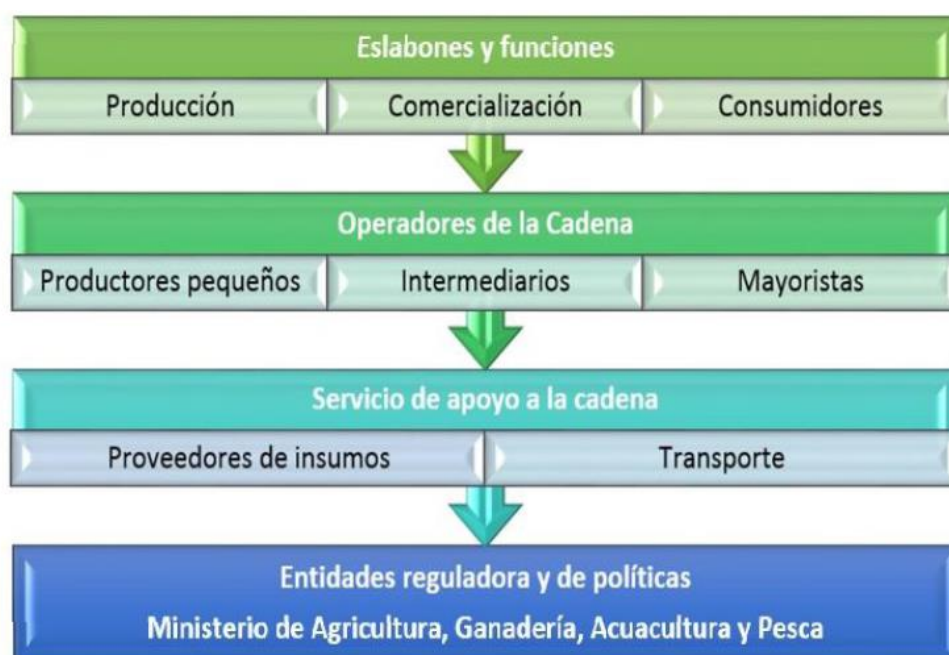 Eslabones y funciones
Producción Comercialización Consumidores
Operadores de la Cadena
Productores pequeños Intermediarios Mayoristas
Servicio de apoyo a la cadena
Proveedores de insumos Transporte
Entidades reguladora y de políticas
Ministerio de Agricultura, Ganadería, Acuacultura y Pesca